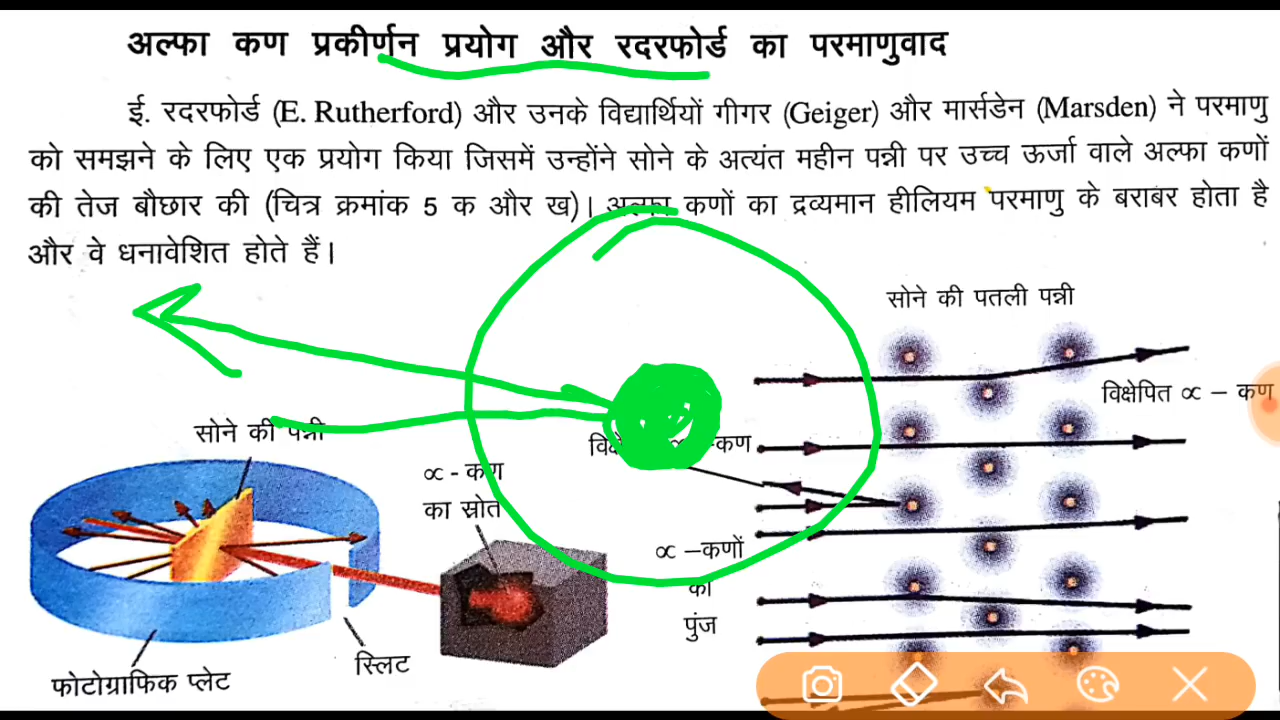 अल्फा कण प्रकीर्णन प्रयोग और रदरफोर्ड का परमाणुवाद
ई. रदरफोर्ड (E. Rutherford) और उनके विद्यार्थियों गीगर (Geiger) और मार्सडेन (Marsden) ने परमाणु
को समझने के लिए एक प्रयोग किया जिसमें उन्होंने सोने के अत्यंत महीन पन्नी पर उच्च ऊर्जा वाले अल्फा कणों
की तेज बौछार की (चित्र क्रमांक 5 क और ख)। अल्फा कणों का द्रव्यमान हीलियम परमाणु के बराबर होता है
और वे धनावेशित होते हैं।
सोने की पतली पन्नी
विक्षेपित ∝ – कण
सोने की पन्नी
-कण
∝ - कण
का स्रोत
∝ –कणों
का
पुंज
स्लिट
फोटोग्राफिक प्लेट